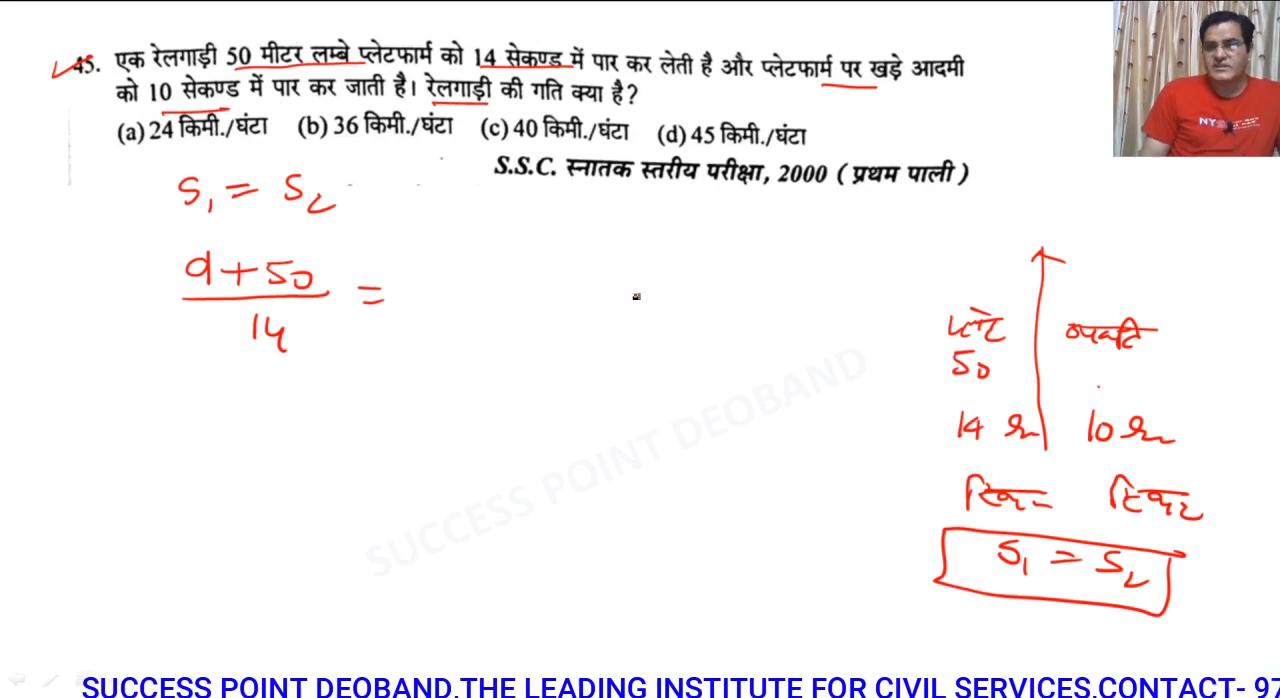 45. एक रेलगाड़ी 50 मीटर लम्बे प्लेटफार्म को 14 सेकण्ड में पार कर लेती है और प्लेटफार्म पर खड़े आदमी
को 10 सेकण्ड में पार कर जाती है। रेलगाड़ी की गति क्या है?
(a) 24 किमी./घंटा (b) 36 किमी./घंटा (c) 40 किमी./घंटा (d) 45 किमी./घंटा
S.S.C. स्नातक स्तरीय परीक्षा, 2000 ( प्रथम पाली )
S₁ = S₂
d + 50
14
=
प्लेट
50
14
10
S₁ = S₂
NY
SUCCESS POINT DEOBAND
SUCCESS POINT DEOBAND,THE LEADING INSTITUTE FOR CIVIL SERVICES,CONTACT- 97